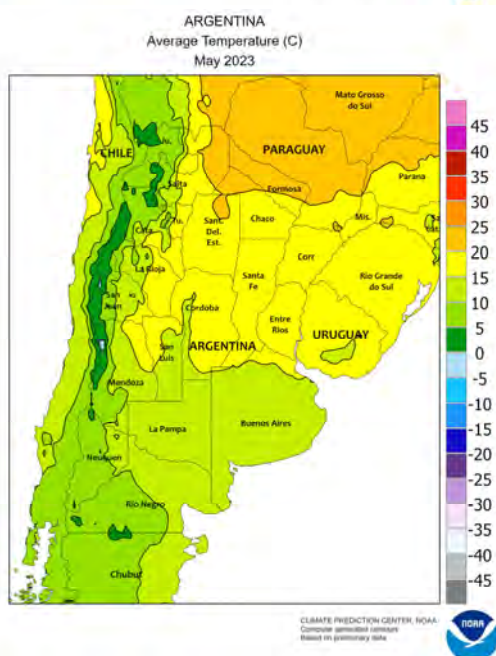 ARGENTINA
Average Temperature (C)
May 2023
Mato Grosso
do Sul
CHILE
Ju.
PARAGUAY
Salta
Formosa
Parana
Tu.
Sant.
Del.
Est.
Chaco
Mis.
Cata
La Rioja
Corr
Santa
Fe
Rio Grande
do Sul
San
Juan
Cordoba
Entre
Rios
San
Luis
ARGENTINA
URUGUAY
Mendoza
La Pampa
Buenos Aires
Neuquen
Rio Negro
Chubut
45
40
35
30
25
20
15
10
5
0
-5
-10
-15
-20
-25
-30
-35
-40
-45
CLIMATE PREDICTION CENTER, NOAA
Computer generated contours
Based on preliminary data
NOAA